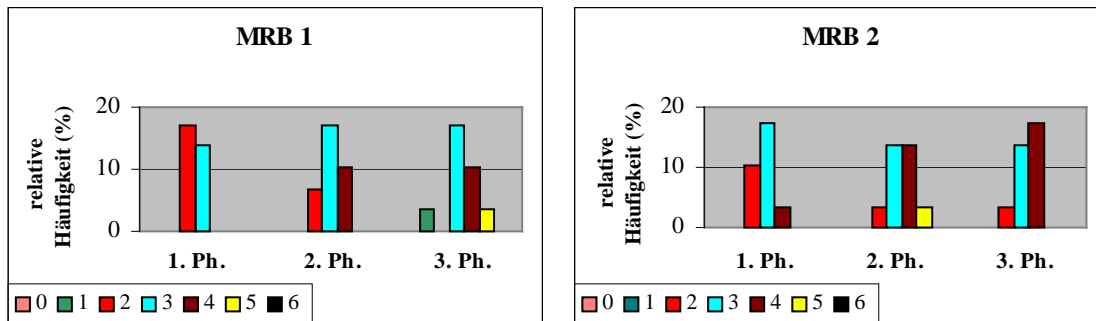 MRB 1
relative
Häufigkeit (%)
20
10
0
1. Ph. 2. Ph. 3. Ph.
0 1 2 3 4 5 6
MRB 2
relative
Häufigkeit (%)
20
10
0
1. Ph. 2. Ph. 3. Ph.
0 1 2 3 4 5 6